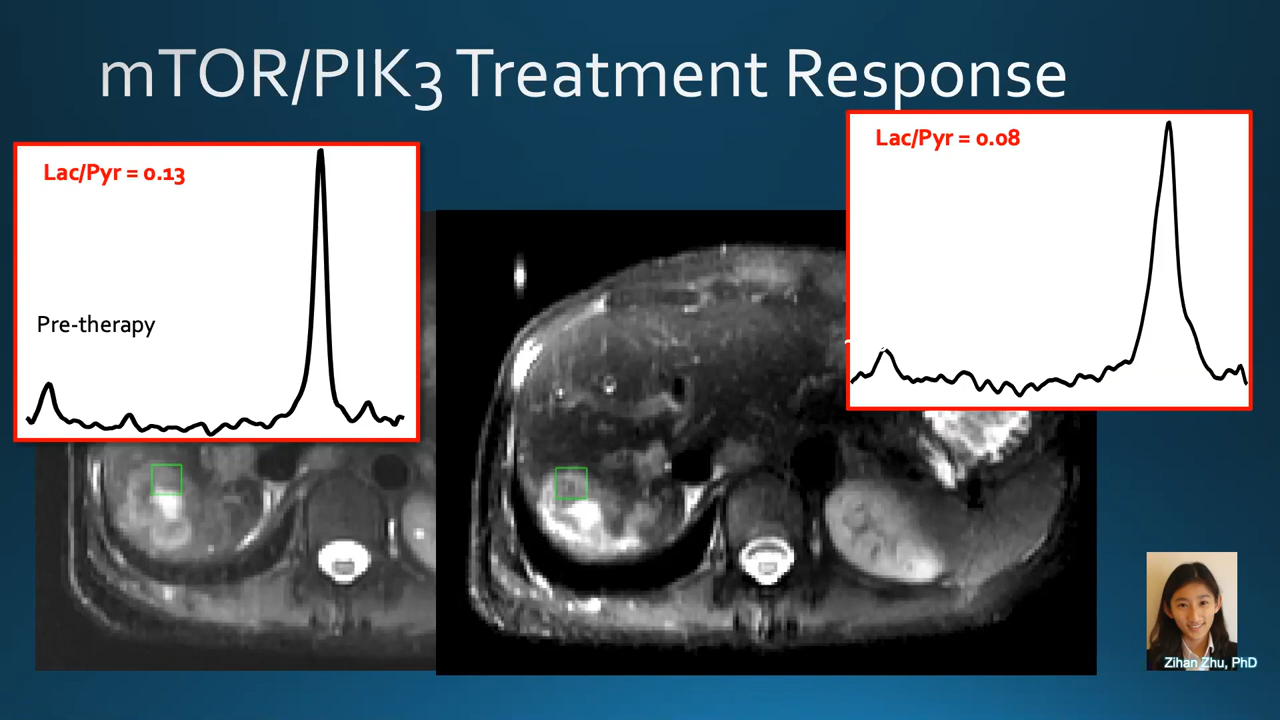 mTOR/PIK3 Treatment Response
Lac/Pyr = 0.13
Lac/Pyr = 0.08
Pre-therapy
Zihan Zhu, PhD